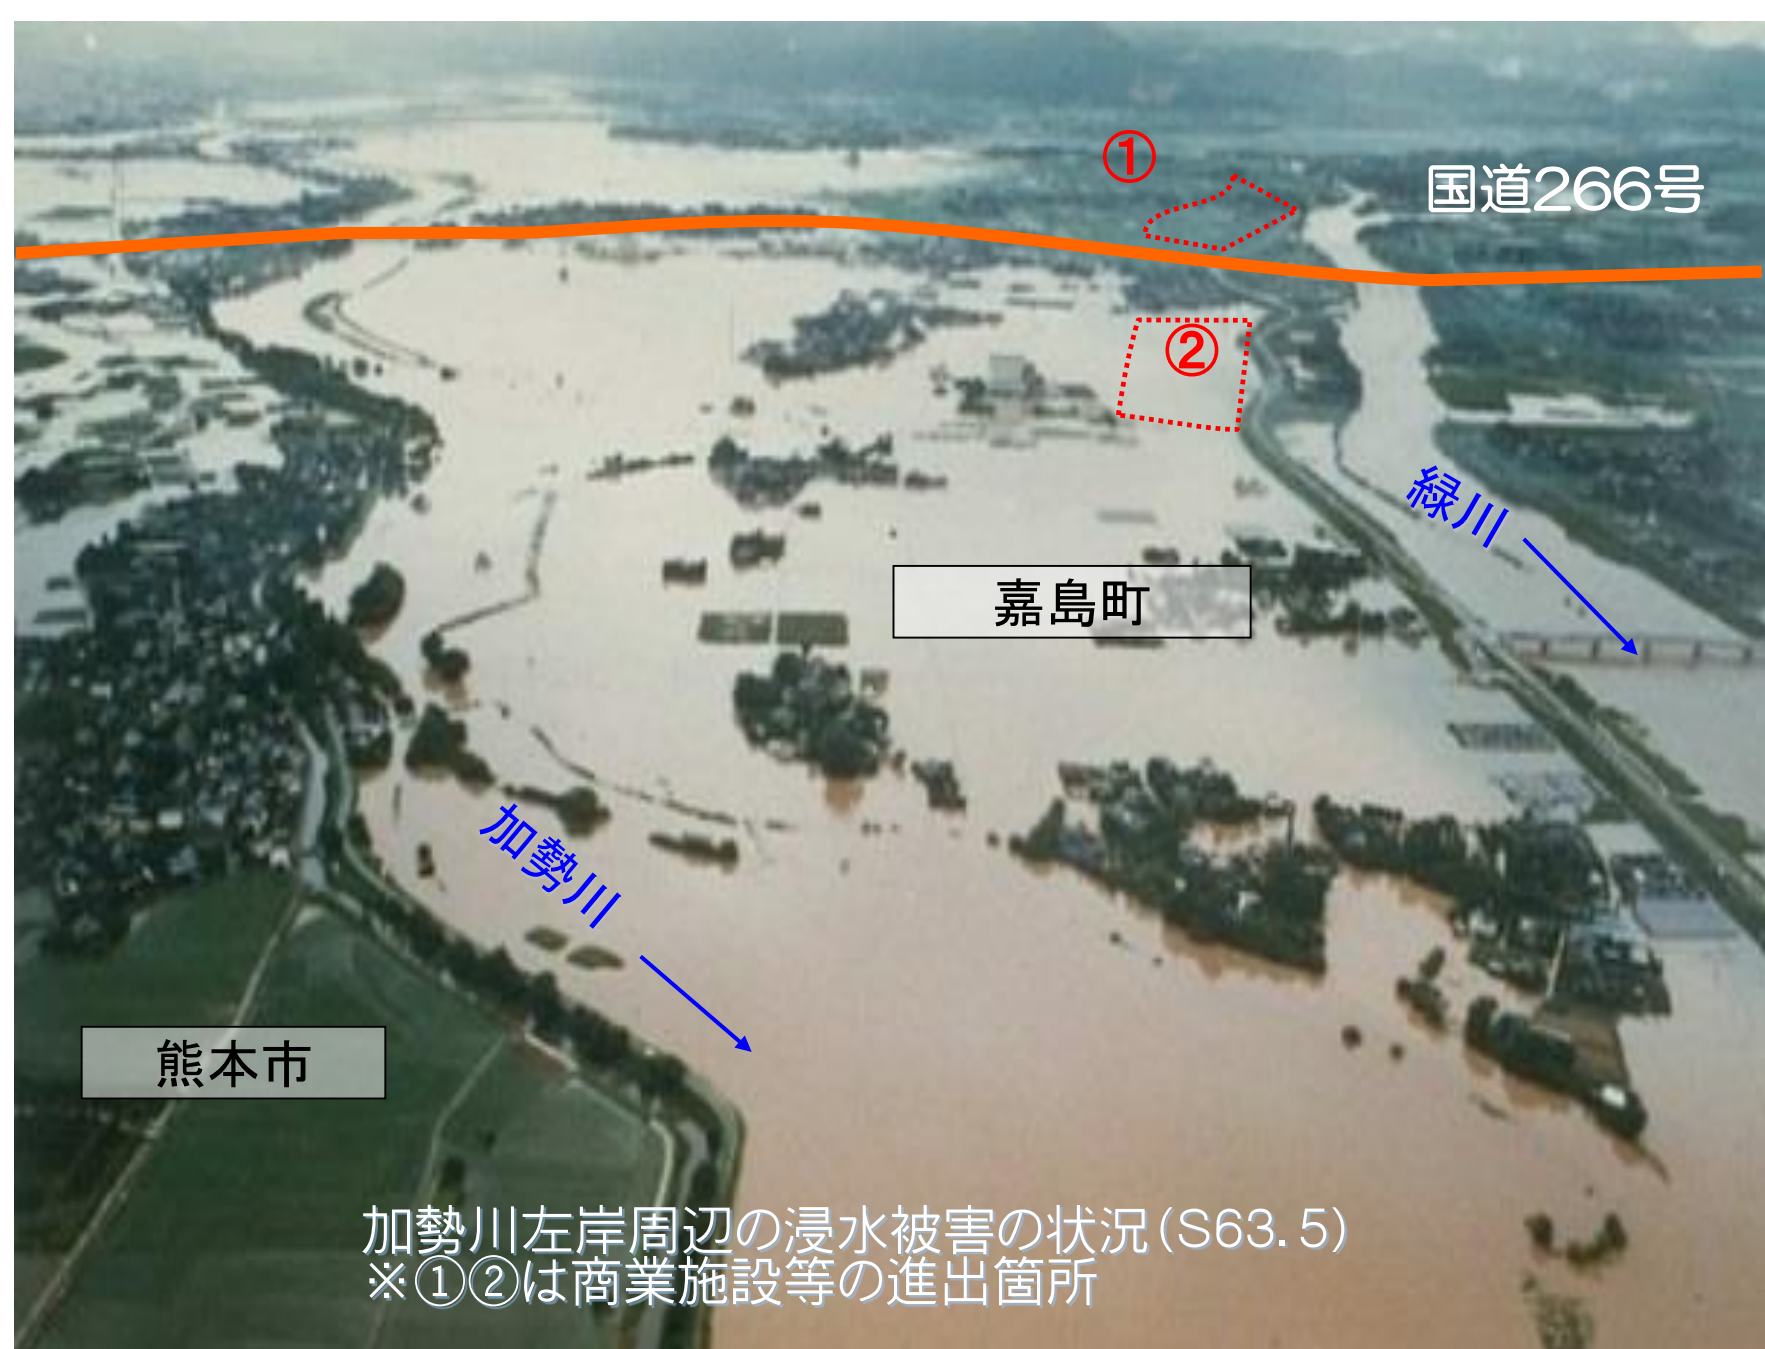 ①
国道266号
②
緑川
嘉島町
加勢川
熊本市
加勢川左岸周辺の浸水被害の状況(S63.5)
※①②は商業施設等の進出箇所